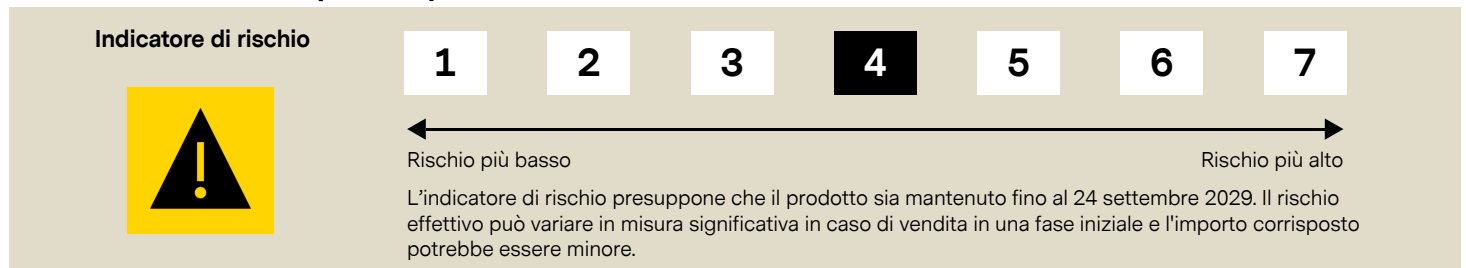 Indicatore di rischio
1 2 3 4 5 6 7
Rischio più basso Rischio più alto
L'indicatore di rischio presuppone che il prodotto sia mantenuto fino al 24 settembre 2029. Il rischio
effettivo può variare in misura significativa in caso di vendita in una fase iniziale e l'importo corrisposto
potrebbe essere minore.